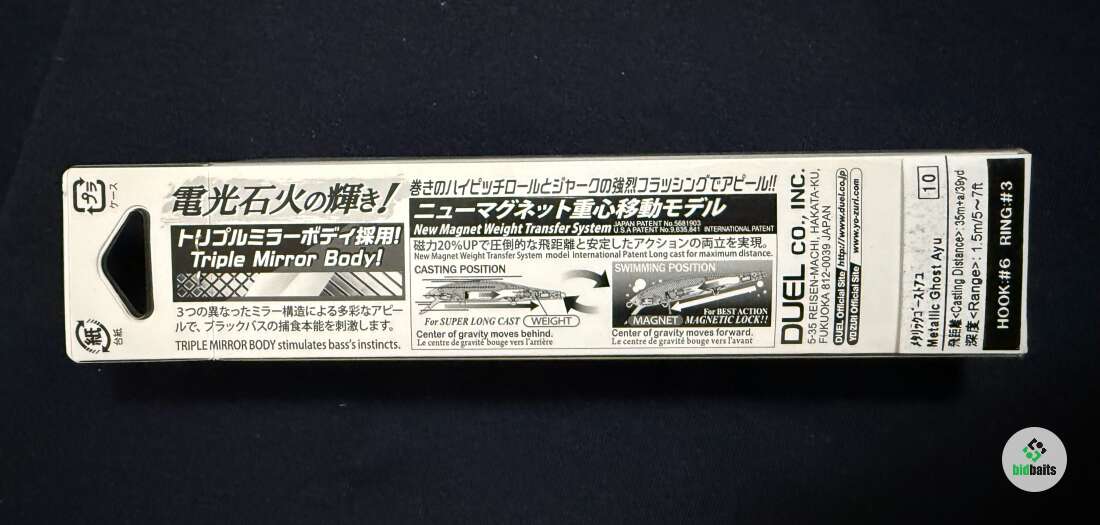 プラ
ケース
紙
台紙
電光石火の輝き!
トリプルミラーボディ採用!
Triple Mirror Body!
3つの異なったミラー構造による多彩なアピー
ルで、ブラックバスの捕食本能を刺激します。
TRIPLE MIRROR BODY stimulates bass's instincts.
巻きのハイピッチロールとジャークの強烈フラッシングでアピール!!
ニューマグネット重心移動モデル
New Magnet Weight Transfer System
JAPAN PATENT No.5681903
U.S.A PATENT No.9,635,841 INTERNATIONAL PATENT
磁力20%UPで圧倒的な飛距離と安定したアクションの両立を実現。
New Magnet Weight Transfer System model International Patent Long cast for maximum distance.
CASTING POSITION
For SUPER LONG CAST
WEIGHT
Center of gravity moves behind.
Le centre de gravité bouge vers l'arrière
SWIMMING POSITION
For BEST ACTION
MAGNET
MAGNETIC LOCK!!
Center of gravity moves forward.
Le centre de gravité bouge vers l'avant
DUEL CO., INC.
5-35 REISEN-MACHI, HAKATA-KU,
FUKUOKA 812-0039 JAPAN
DUEL Official Site http://www.duel.co.jp
YO-ZURI Official Site www.yo-zuri.com
10
ﾒﾀﾘｯｸｺﾞｰｽﾄｱﾕ
Metallic Ghost Ayu
飛距離<Casting Distance>:35m+a/39yd
深度<Range>: 1.5m/5〜7ft
HOOK:#6 RING:#3
bidbaits